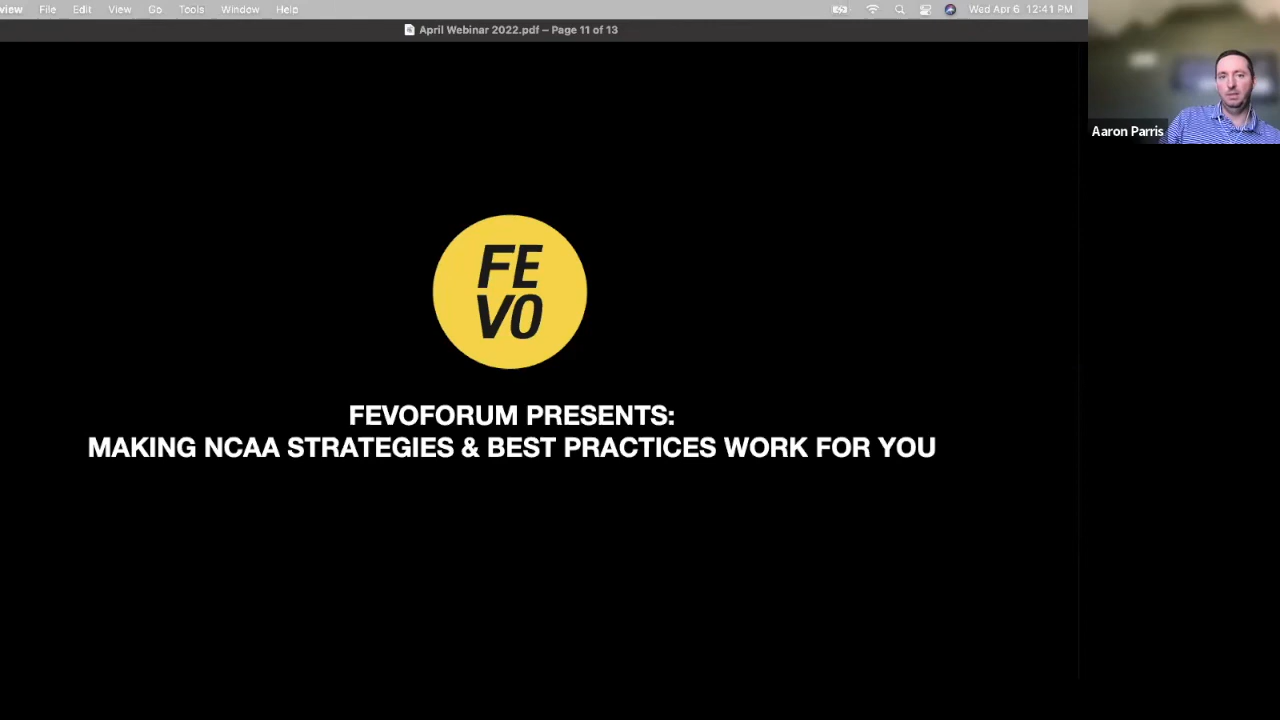 view File Edit View Go Tools Window Help Wed Apr 6 12:41 PM
April Webinar 2022.pdf – Page 11 of 13
Aaron Parris
FE
VO
FEVOFORUM PRESENTS:
MAKING NCAA STRATEGIES & BEST PRACTICES WORK FOR YOU